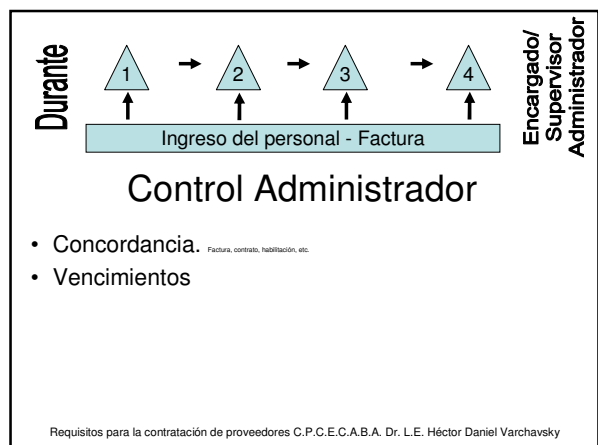 Durante
1
2
3
4
Encargado/
Supervisor
Administrador
Ingreso del personal - Factura
Control Administrador
• Concordancia. Factura, contrato, habilitación, etc.
• Vencimientos
Requisitos para la contratación de proveedores C.P.C.E.C.A.B.A. Dr. L.E. Héctor Daniel Varchavsky